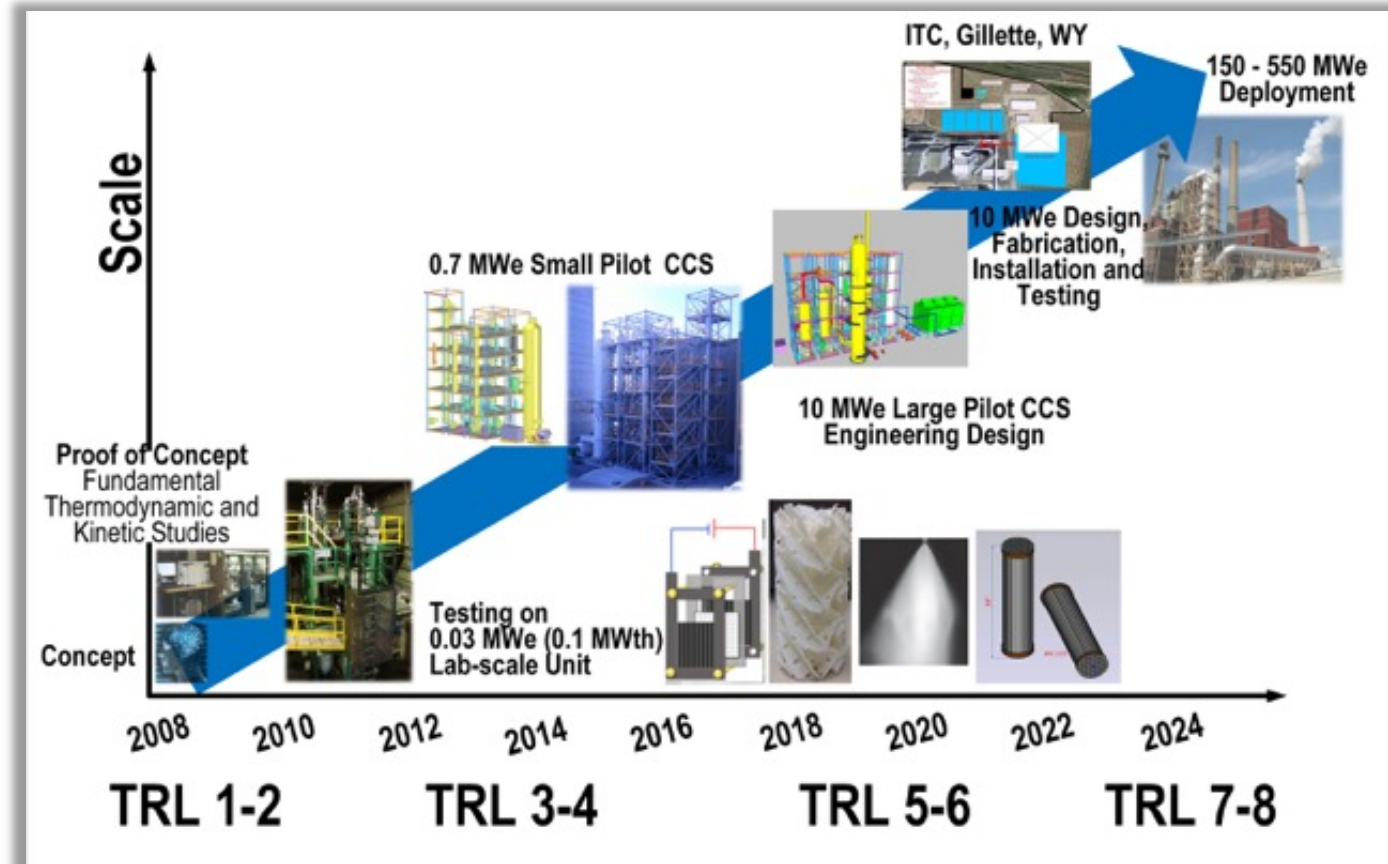 ITC, Gillette, WY
150 - 550 MWe
Deployment
Scale
10 MWe Design,
Fabrication,
Installation and
Testing
0.7 MWe Small Pilot CCS
10 MWe Large Pilot CCS
Engineering Design
Proof of Concept
Fundamental
Thermodynamic and
Kinetic Studies
Testing on
0.03 MWe (0.1 MWth)
Lab-scale Unit
Concept
2008 2010 2012 2014 2016 2018 2020 2022 2024
TRL 1-2 TRL 3-4 TRL 5-6 TRL 7-8